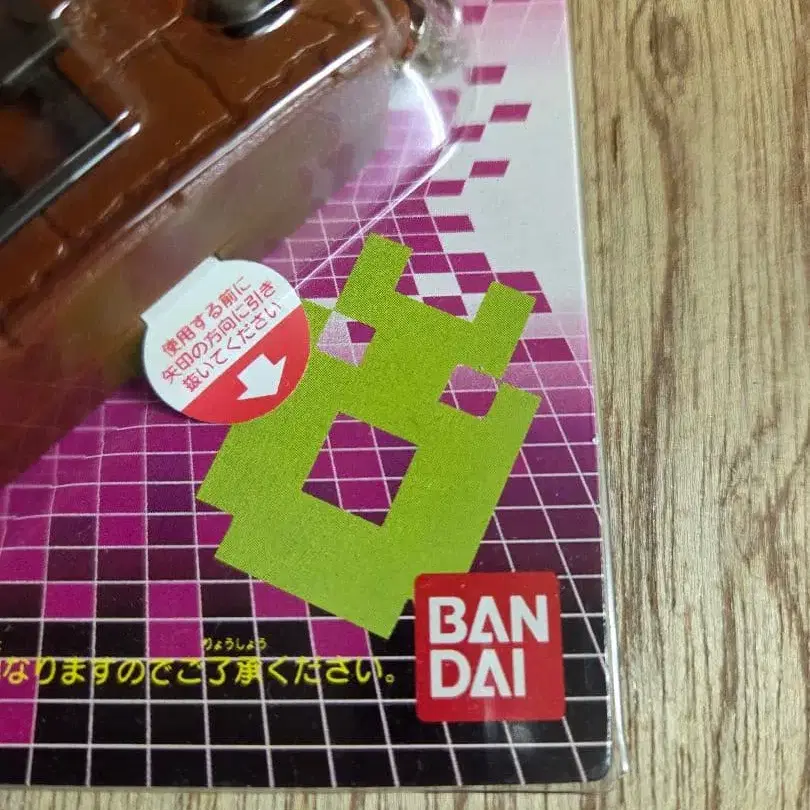 使用する前に
矢印の方向に引き
抜いてください
りょうしょう
なりますのでご了承ください。
BAN
DAI